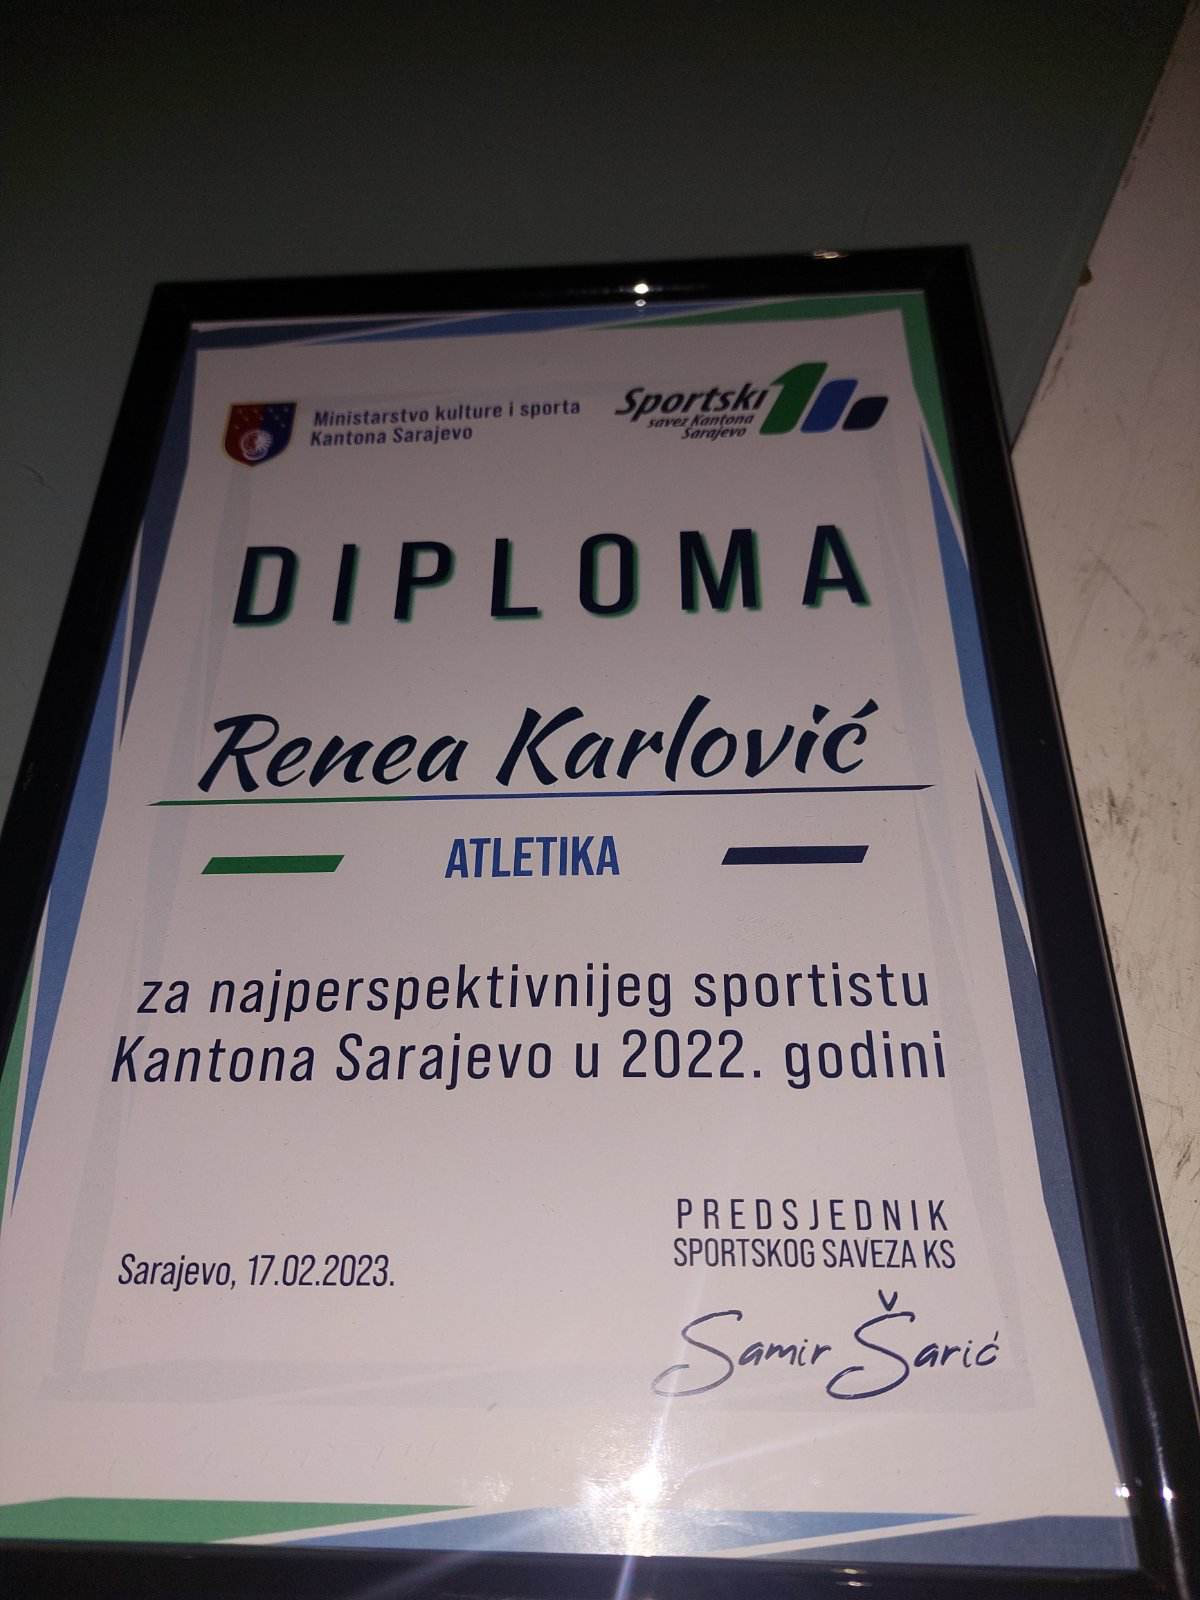 Ministarstvo kulture i sporta
Kantona Sarajevo
Sportski
savez Kantona
Sarajevo
DIPLOMA
Renea Karlović
ATLETIKA
za najperspektivnijeg sportistu
Kantona Sarajevo u 2022. godini
PREDSJEDNIK
SPORTSKOG SAVEZA KS
Sarajevo, 17.02.2023.
Samir Šarić